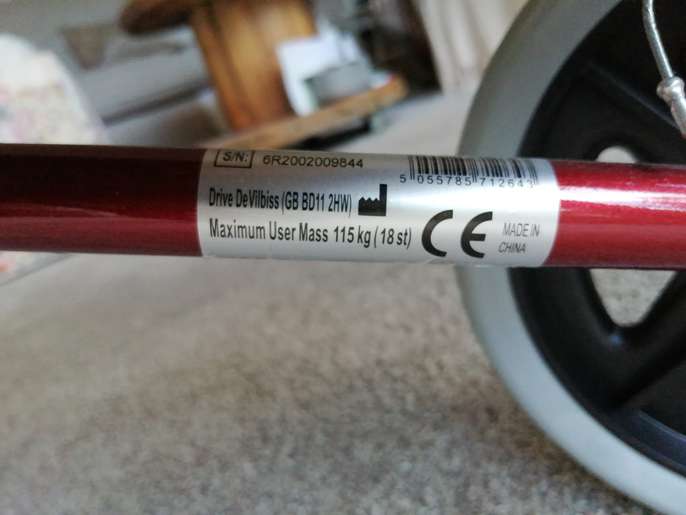 S/N: 6R2002009844
5 055785 712643
Drive DeVilbiss (GB BD11 2HW)
Maximum User Mass 115 kg (18 st)
CE
MADE IN
CHINA